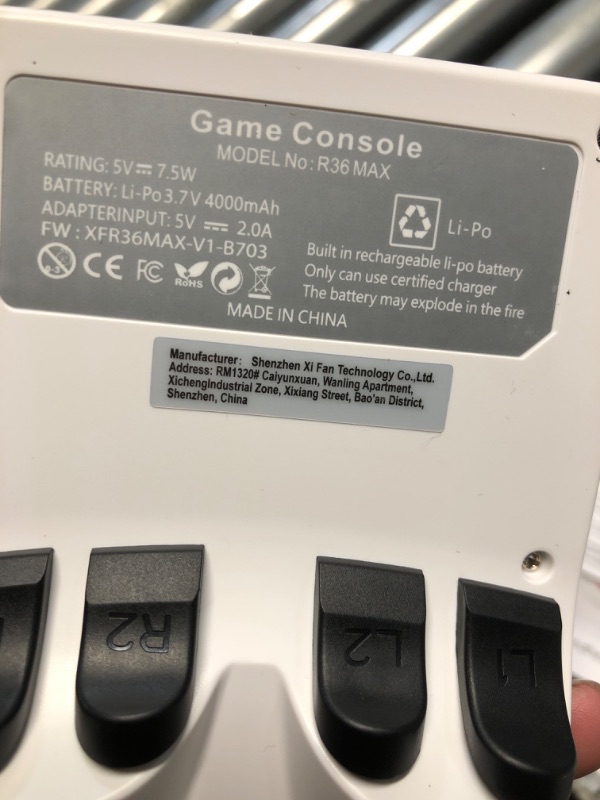 Game Console
MODEL No: R36 MAX
RATING: 5V⎓ 7.5W
BATTERY: Li-Po 3.7V 4000mAh
ADAPTERINPUT: 5V ⎓ 2.0A
FW : XFR36MAX-V1-B703
0-3 CE FC RoHS
Li-Po
Built in rechargeable li-po battery
Only can use certified charger
The battery may explode in the fire
MADE IN CHINA
Manufacturer: Shenzhen Xi Fan Technology Co.,Ltd.
Address: RM1320# Caiyunxuan, Wanling Apartment,
XichengIndustrial Zone, Xixiang Street, Bao'an District,
Shenzhen, China
R2
L2
L1